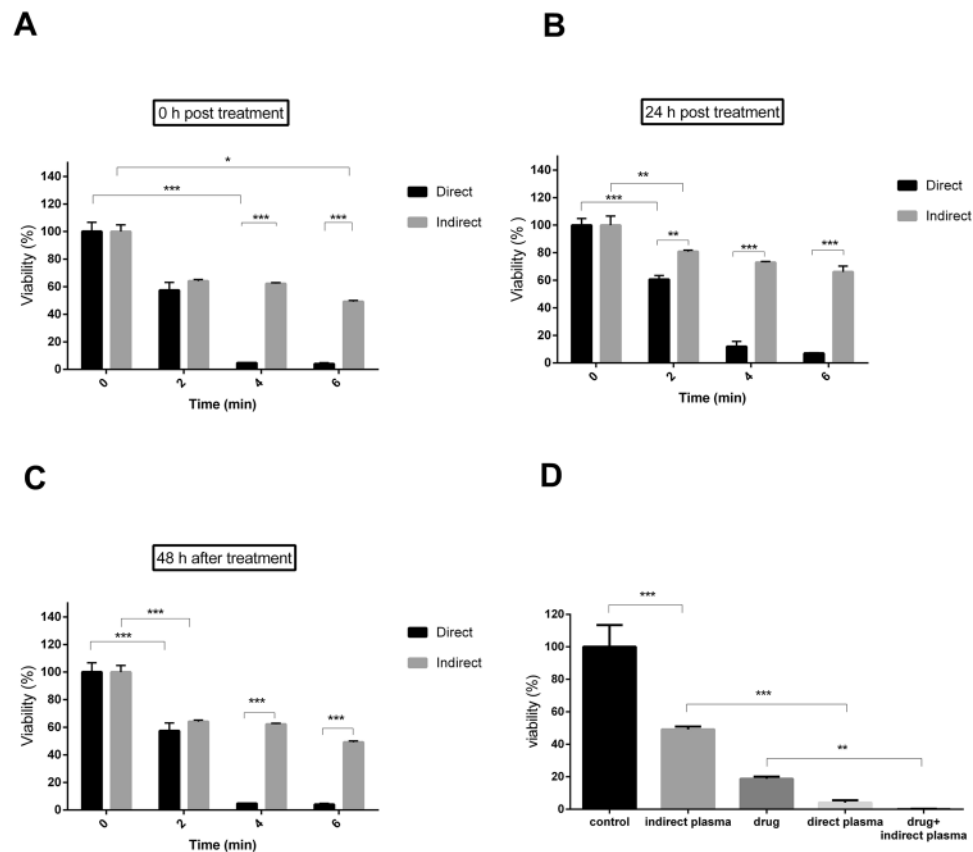 A
0 h post treatment
*
***
***
***
140
120
100
80
60
40
20
0
Viability (%)
0
2
4
6
Time (min)
Direct
Indirect
B
24 h post treatment
**
***
**
***
***
140
120
100
80
60
40
20
0
Viability (% )
0
2
4
6
Time (min)
Direct
Indirect
C
48 h after treatment
***
***
***
***
140
120
100
80
60
40
20
0
Viability (%)
0
2
4
6
Time (min)
Direct
Indirect
D
***
***
**
120
100
80
60
40
20
0
viability (%)
control
indirect plasma
drug
direct plasma
drug+
indirect plasma